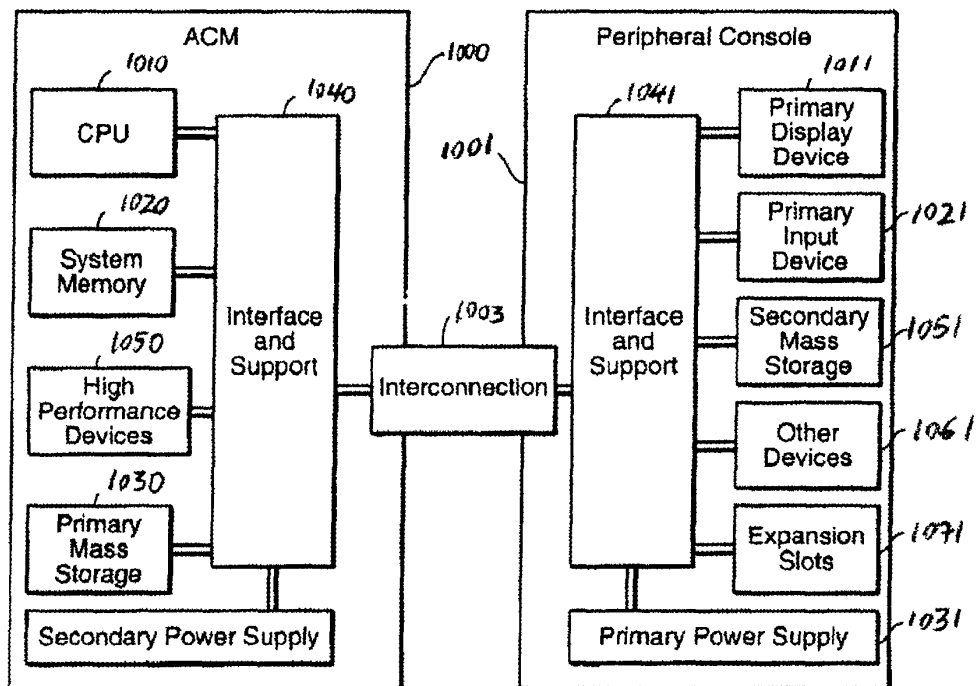 ACM
1000
1010
CPU
1040
1020
System
Memory
1050
High
Performance
Devices
1030
Primary
Mass
Storage
Interface
and
Support
Secondary Power Supply
1003
Interconnection
Peripheral Console
1001
1041
Interface
and
Support
1011
Primary
Display
Device
Primary
Input
Device
1021
Secondary
Mass
Storage
1051
Other
Devices
1061
Expansion
Slots
1071
Primary Power Supply
1031